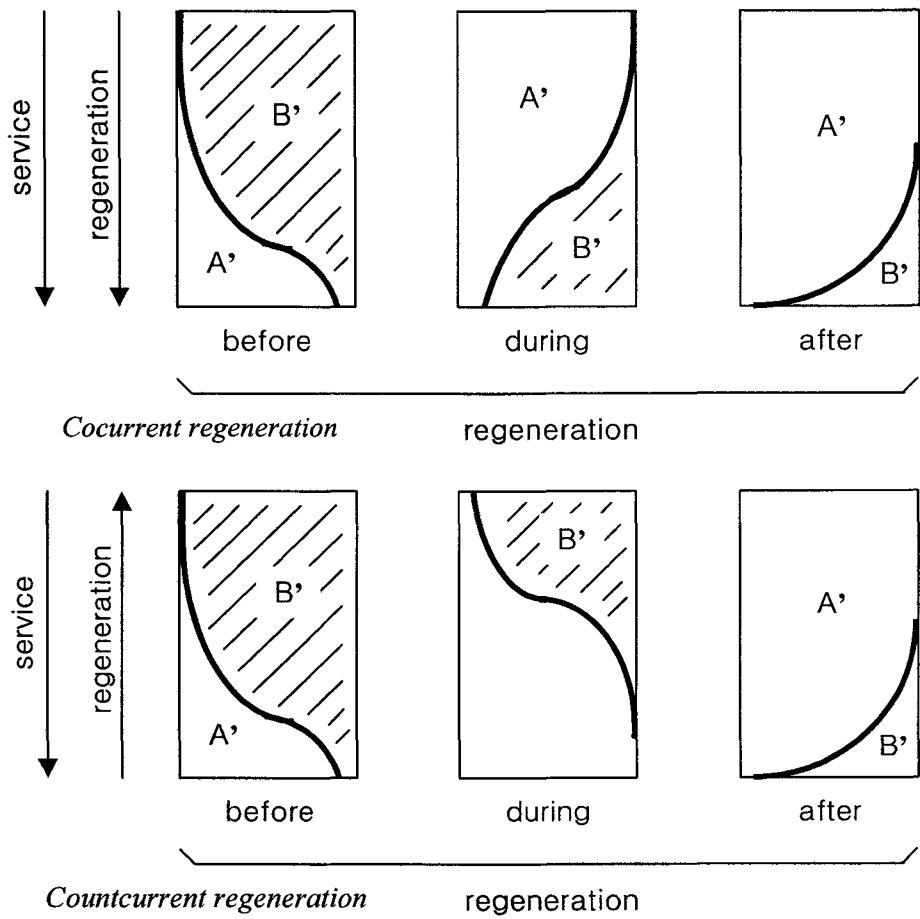 service
regeneration
B’
A’
before
A’
B’
during
A’
B’
after
Cocurrent regeneration
regeneration
service
regeneration
B’
A’
before
B’
during
A’
B’
after
Countcurrent regeneration
regeneration